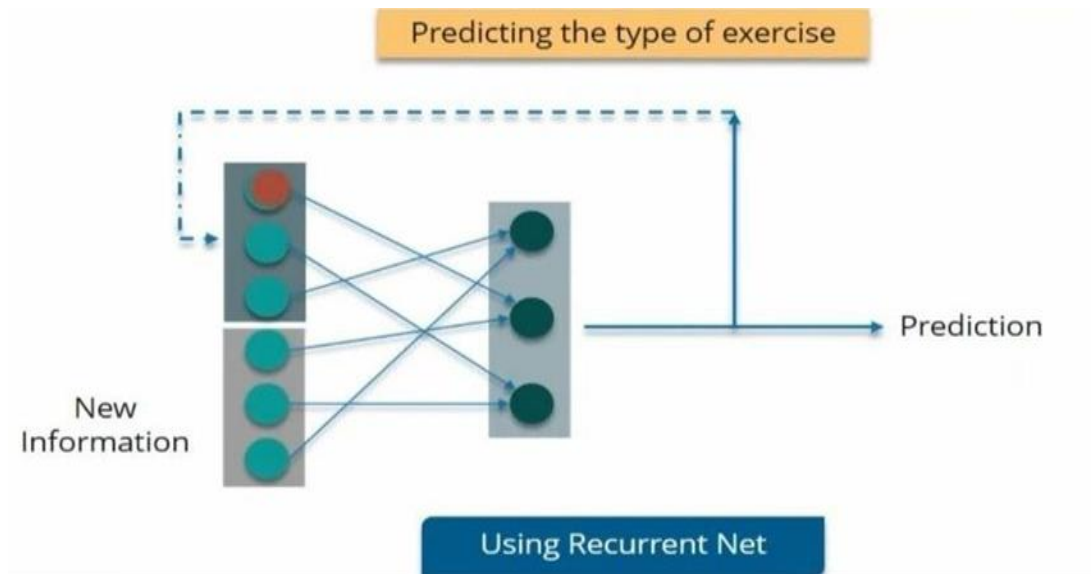 Predicting the type of exercise
Prediction
New
Information
Using Recurrent Net